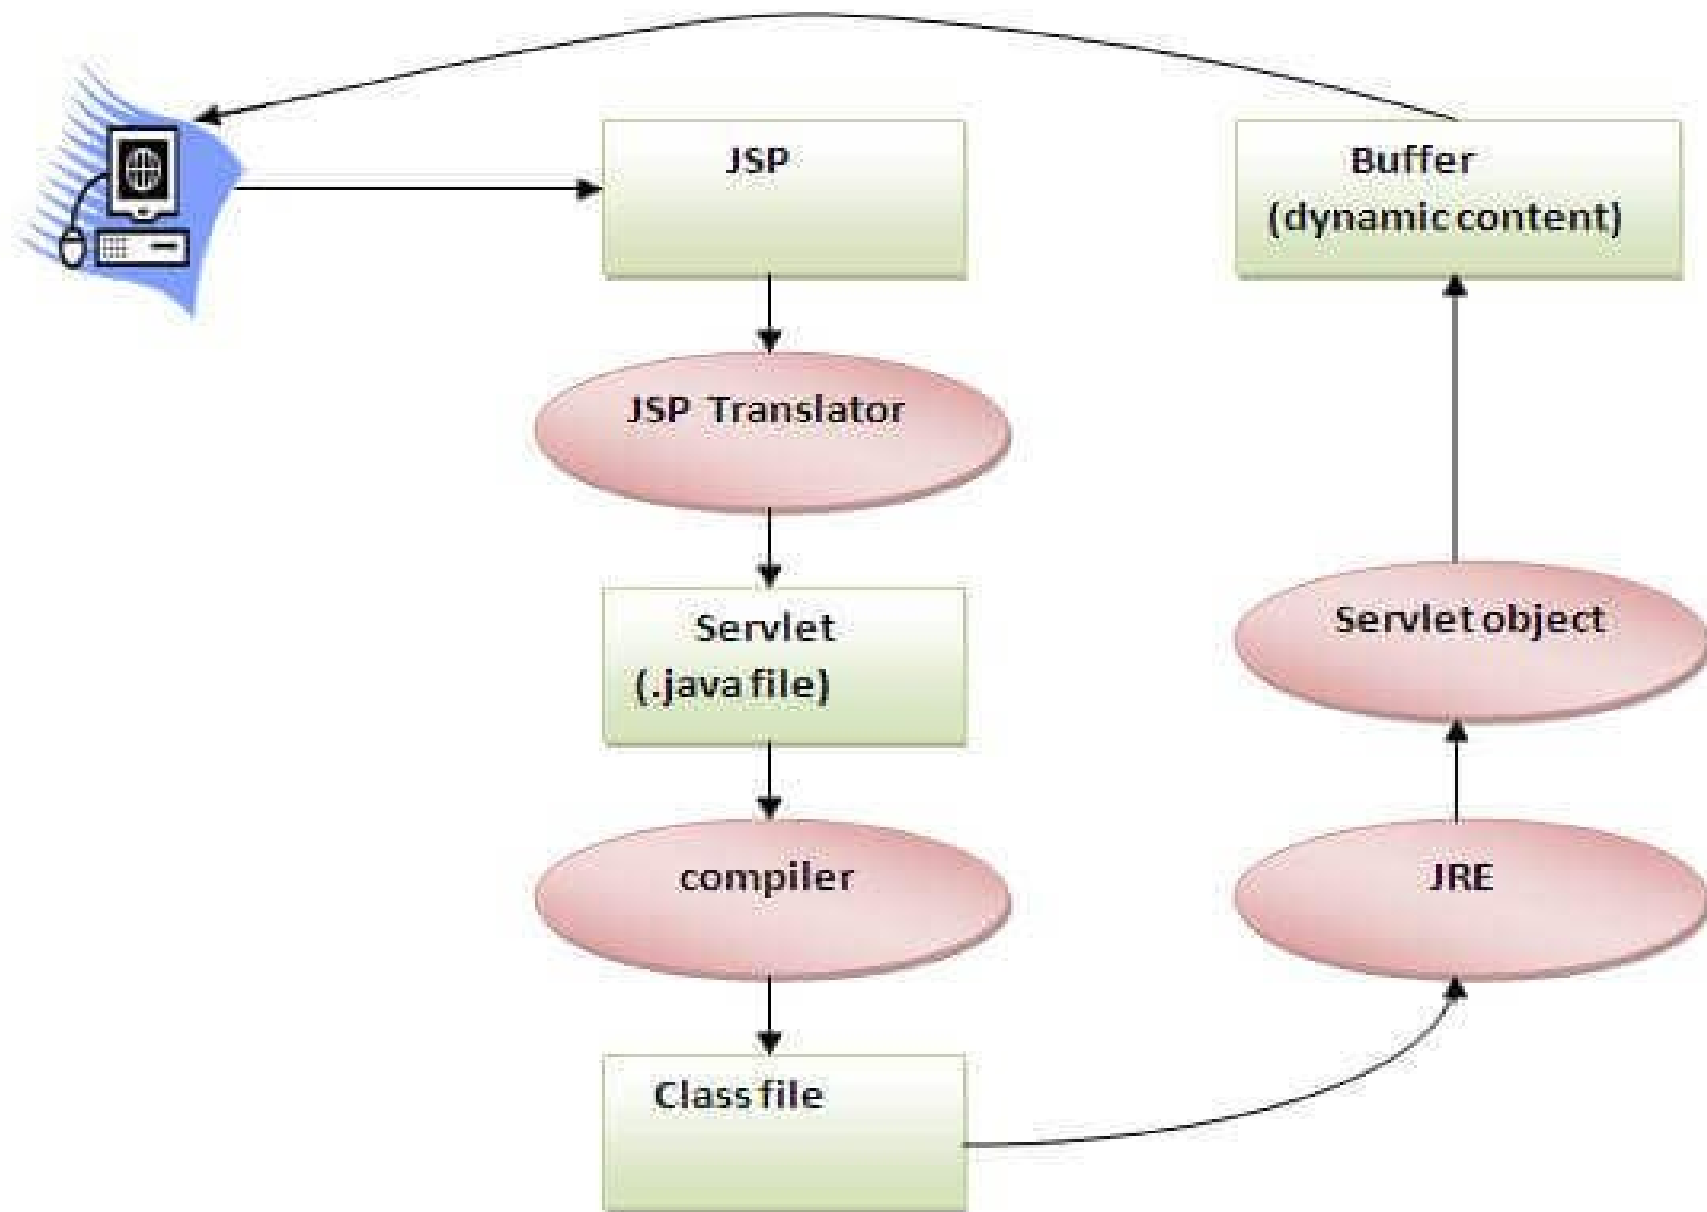 JSP
Buffer
(dynamic content)
JSP Translator
Servlet
(.java file)
Servlet object
compiler
JRE
Class file